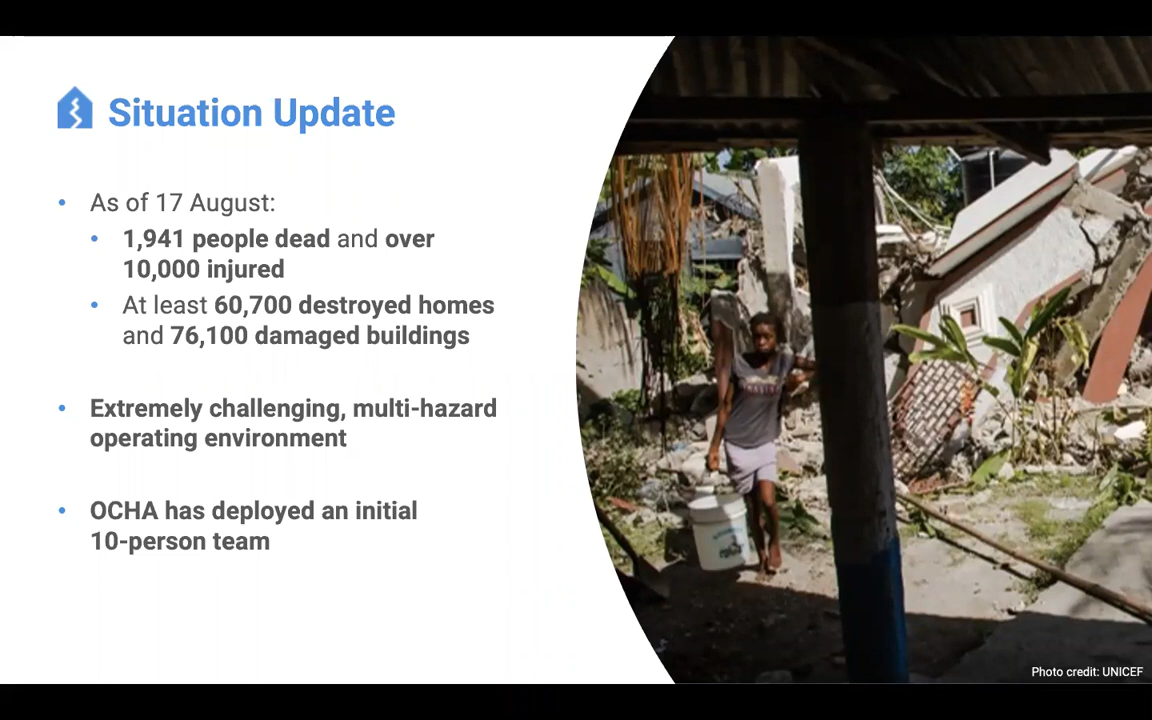 Situation Update
• As of 17 August:
• 1,941 people dead and over
10,000 injured
• At least 60,700 destroyed homes
and 76,100 damaged buildings
• Extremely challenging, multi-hazard
operating environment
• OCHA has deployed an initial
10-person team
Photo credit: UNICEF